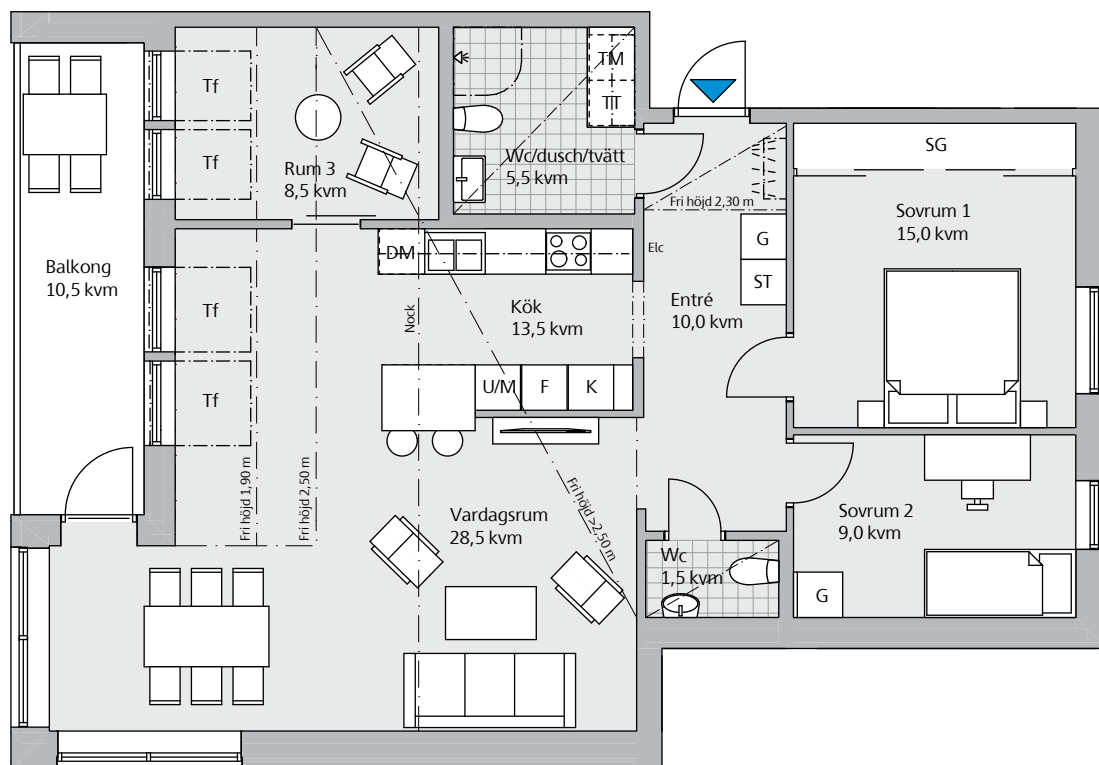 Tf
Tf
Rum 3
8,5 kvm
TM
TT
Wc/dusch/tvätt
5,5 kvm
Fri höjd 2,30 m
SG
Sovrum 1
15,0 kvm
Balkong
10,5 kvm
Tf
Tf
DM
Elc
G
ST
Entré
10,0 kvm
Nock
Kök
13,5 kvm
U/M
F
K
Fri höjd 1,90 m
Fri höjd 2,50 m
Fri höjd >2,50 m
Vardagsrum
28,5 kvm
Sovrum 2
9,0 kvm
Wc
1,5 kvm
G